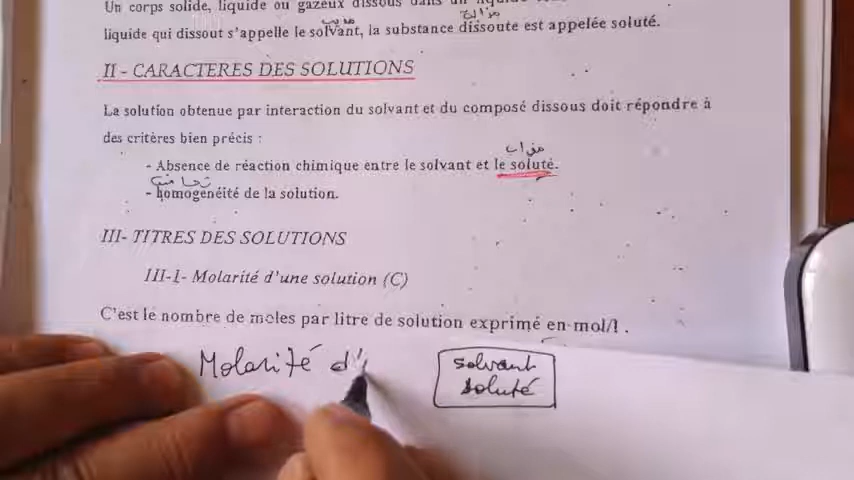 Un corps solide, liquide ou gazeux dissous dans un
مذيب
liquide qui dissout s'appelle le solvant, la substance dissoute est appelée soluté.
II - CARACTERES DES SOLUTIONS
La solution obtenue par interaction du solvant et du composé dissous doit répondre à
des critères bien précis :
مذاب
- Absence de réaction chimique entre le solvant et le soluté.
- homogénéité de la solution.
III- TITRES DES SOLUTIONS
III-1- Molarité d'une solution (C)
C'est le nombre de moles par litre de solution exprimé en mol/l .
Molarité d'
solvant
soluté